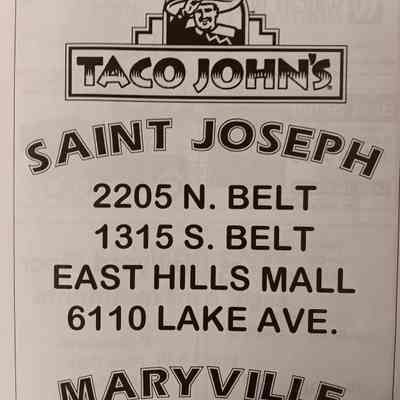 TACO JOHN'S
SAINT JOSEPH
2205 N. BELT
1315 S. BELT
EAST HILLS MALL
6110 LAKE AVE.
MARYVILLE